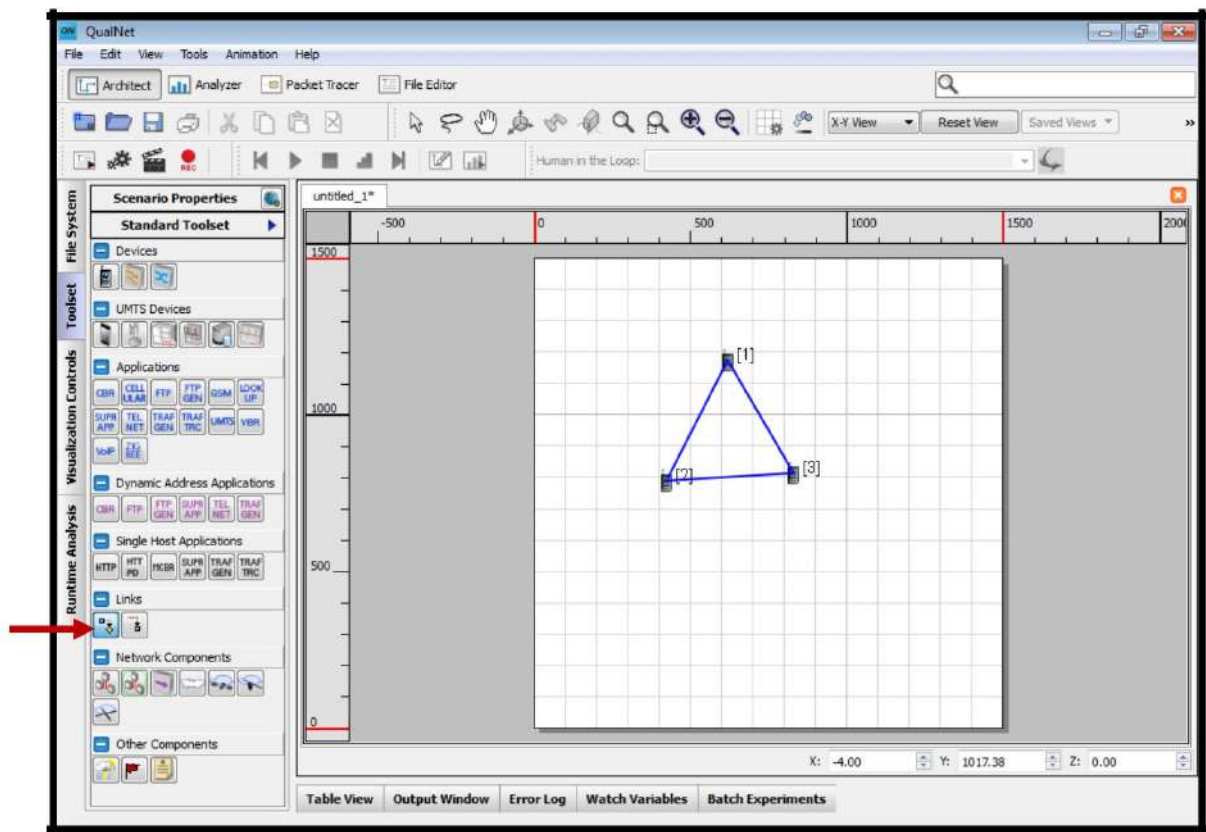 QualNet
File Edit View Tools Animation Help
Architect Analyzer Packet Tracer File Editor
X-Y View Reset View Saved Views »
REC Human in the Loop:
File System
Toolset
Visualization Controls
Runtime Analysis
Scenario Properties
Standard Toolset
Devices
UMTS Devices
Applications
CBR CELLULAR FTP FTP GEN GSM LOOK UP
SUPR APP TEL NET TRAF GEN TRAF TRC UMTS VBR
VoIP ZIG BEE
Dynamic Address Applications
CBR FTP FTP GEN SUPR APP TEL NET TRAF GEN
Single Host Applications
HTTP HTT PD MCBR SUPR APP TRAF GEN TRAF TRC
Links
Network Components
Other Components
untitled_1*
-500 0 500 1000 1500 2000
1500
1000
500
0
[1]
[2]
[3]
X: -4.00 Y: 1017.38 Z: 0.00
Table View Output Window Error Log Watch Variables Batch Experiments